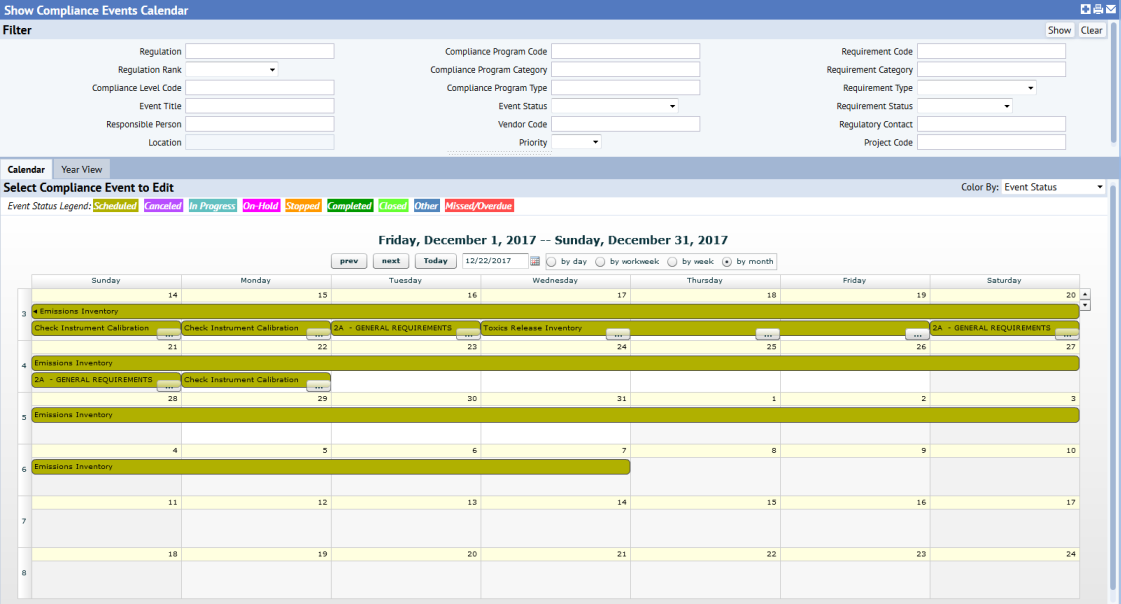 Show Compliance Events Calendar
Filter
Show Clear
Regulation Compliance Program Code Requirement Code
Regulation Rank Compliance Program Category Requirement Category
Compliance Level Code Compliance Program Type Requirement Type
Event Title Event Status Requirement Status
Responsible Person Vendor Code Regulatory Contact
Location Priority Project Code
Calendar Year View
Select Compliance Event to Edit Color By: Event Status
Event Status Legend: Scheduled Canceled In Progress On-Hold Stopped Completed Closed Other Missed/Overdue
Friday, December 1, 2017 -- Sunday, December 31, 2017
prev next Today 12/22/2017 by day by workweek by week by month
Sunday Monday Tuesday Wednesday Thursday Friday Saturday
14 15 16 17 18 19 20
3 Emissions Inventory
Check Instrument Calibration ... Check Instrument Calibration ... 2A - GENERAL REQUIREMENTS ... Toxics Release Inventory ... ... ... 2A - GENERAL REQUIREMENTS ...
21 22 23 24 25 26 27
4 Emissions Inventory
2A - GENERAL REQUIREMENTS ... Check Instrument Calibration ...
28 29 30 31 1 2 3
5 Emissions Inventory
4 5 6 7 8 9 10
6 Emissions Inventory
11 12 13 14 15 16 17
7
18 19 20 21 22 23 24
8